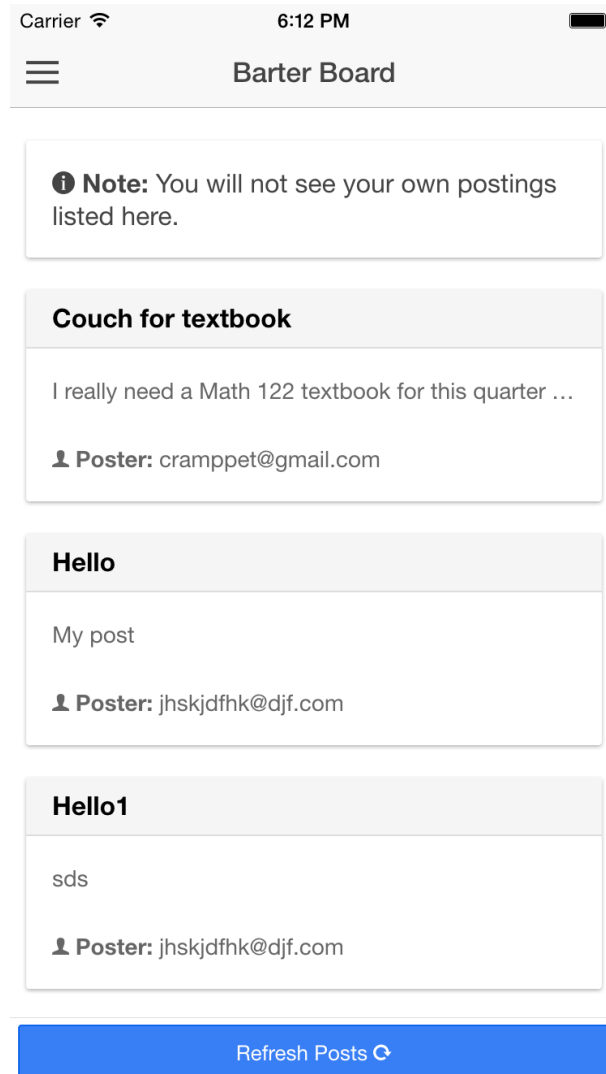 Carrier 6:12 PM
Barter Board
Note: You will not see your own postings
listed here.
Couch for textbook
I really need a Math 122 textbook for this quarter …
Poster: cramppet@gmail.com
Hello
My post
Poster: jhskjdfhk@djf.com
Hello1
sds
Poster: jhskjdfhk@djf.com
Refresh Posts